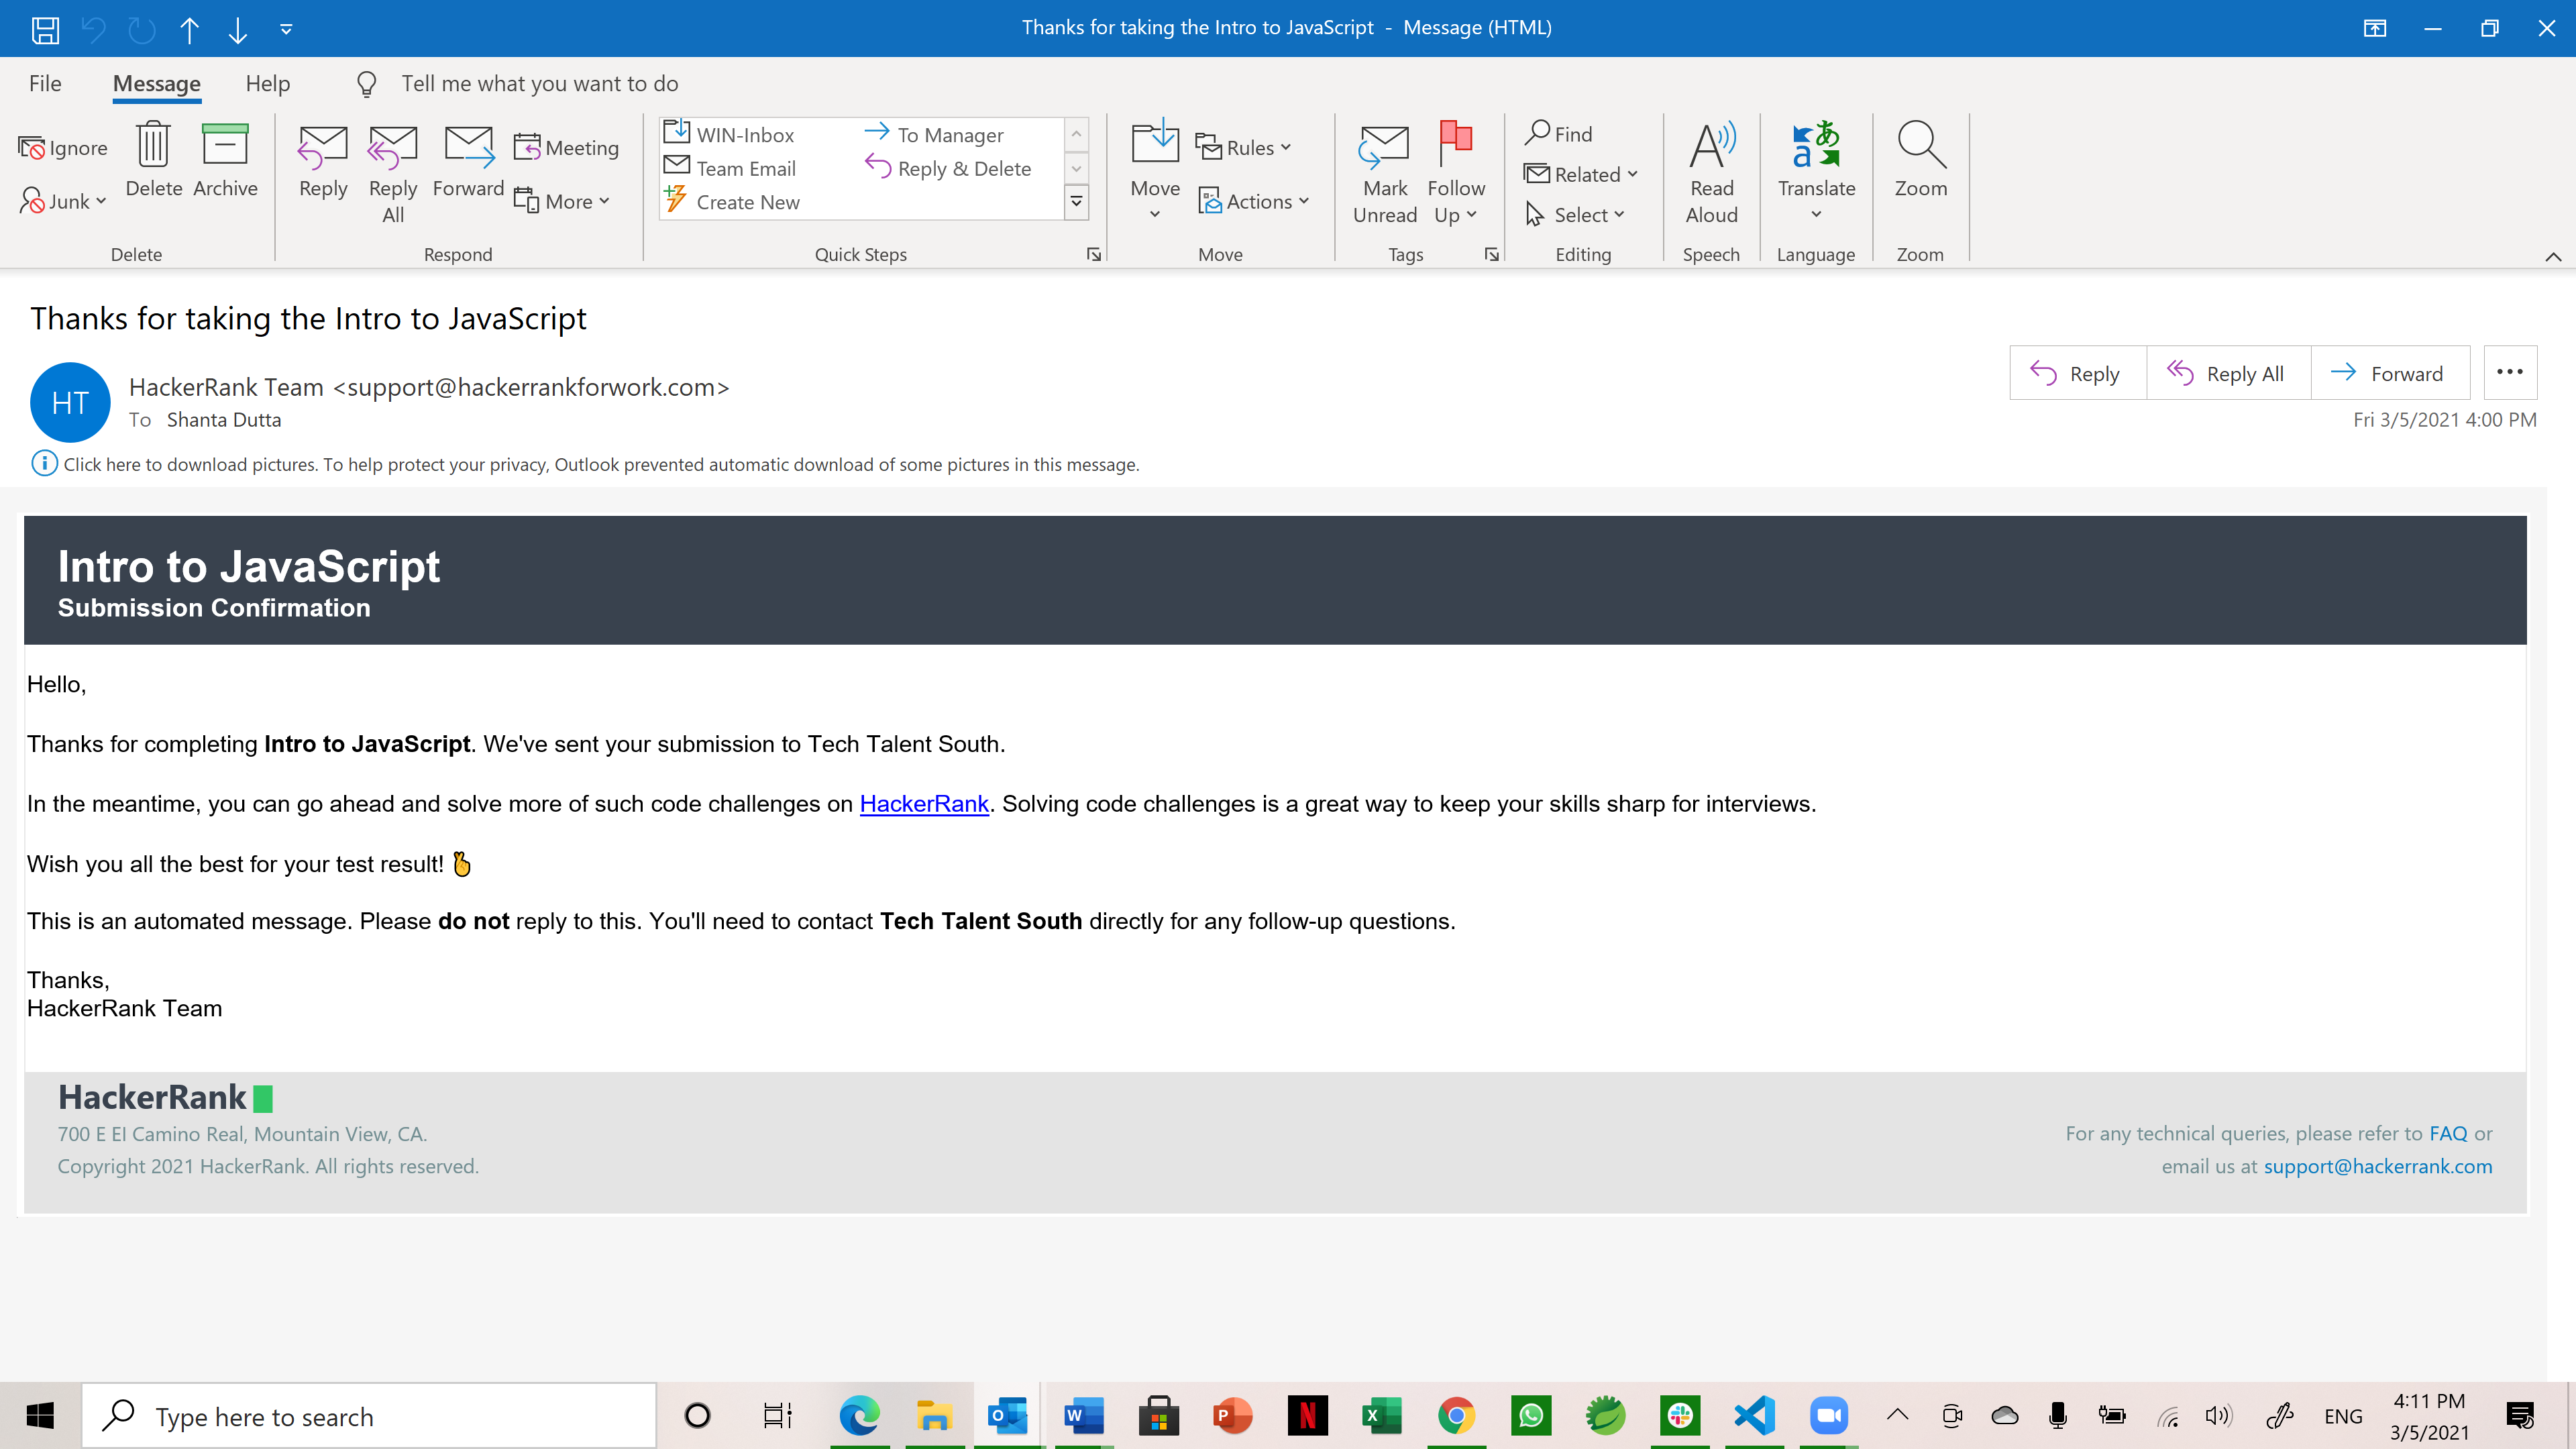 Thanks for taking the Intro to JavaScript - Message (HTML)
File Message Help Tell me what you want to do
Ignore
Junk
Delete
Archive
Delete
Reply
Reply All
Forward
Meeting
More
Respond
WIN-Inbox
Team Email
Create New
To Manager
Reply & Delete
Quick Steps
Move
Rules
Actions
Move
Mark Unread
Follow Up
Tags
Find
Related
Select
Editing
Read Aloud
Speech
Translate
Language
Zoom
Zoom
Thanks for taking the Intro to JavaScript
HT
HackerRank Team <support@hackerrankforwork.com>
To Shanta Dutta
Reply Reply All Forward
Fri 3/5/2021 4:00 PM
Click here to download pictures. To help protect your privacy, Outlook prevented automatic download of some pictures in this message.
Intro to JavaScript
Submission Confirmation
Hello,
Thanks for completing Intro to JavaScript. We've sent your submission to Tech Talent South.
In the meantime, you can go ahead and solve more of such code challenges on HackerRank. Solving code challenges is a great way to keep your skills sharp for interviews.
Wish you all the best for your test result! 🤞
This is an automated message. Please do not reply to this. You'll need to contact Tech Talent South directly for any follow-up questions.
Thanks,
HackerRank Team
HackerRank
700 E EI Camino Real, Mountain View, CA.
Copyright 2021 HackerRank. All rights reserved.
For any technical queries, please refer to FAQ or
email us at support@hackerrank.com
Type here to search
ENG
4:11 PM
3/5/2021